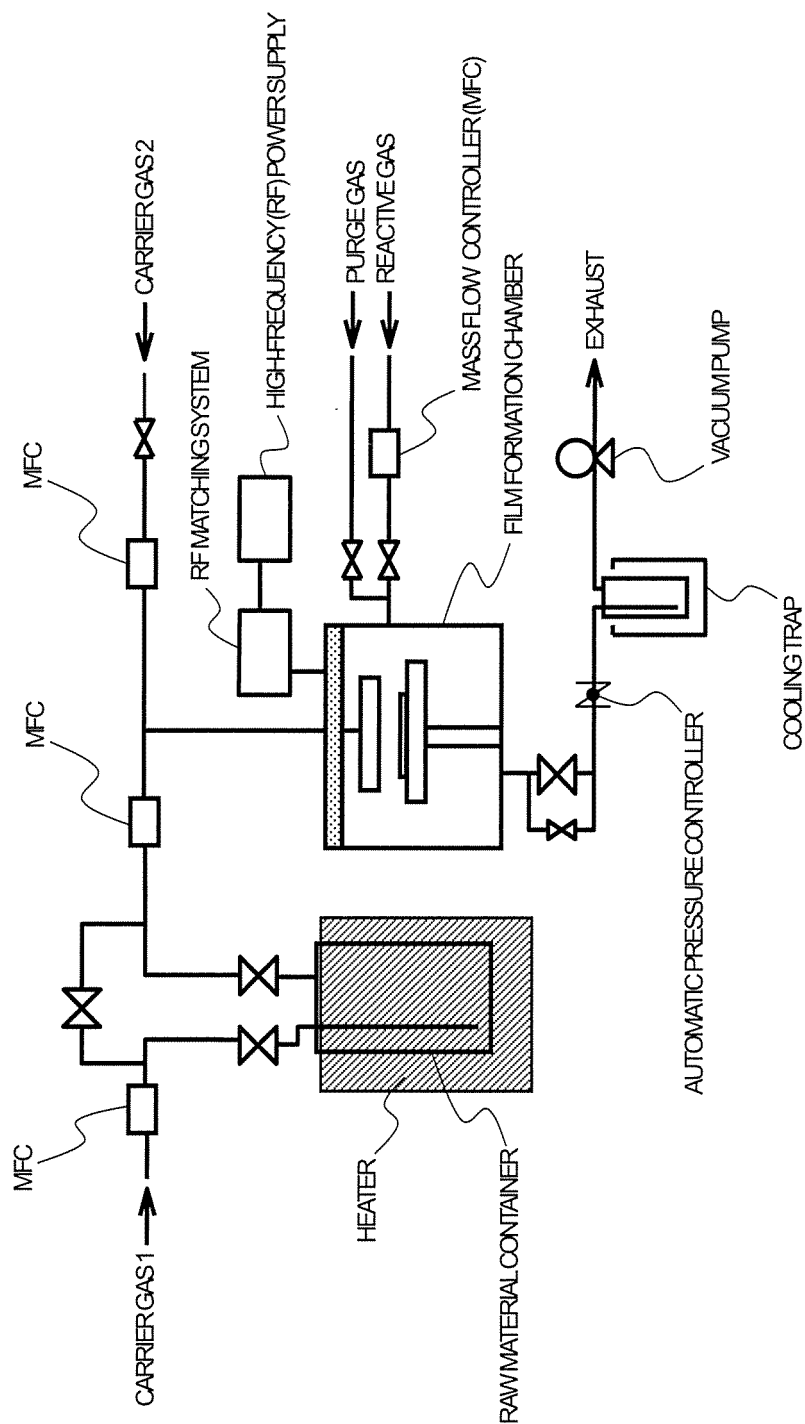 MFC
MFC
MFC
CARRIER GAS 1
CARRIER GAS 2
HIGH-FREQUENCY (RF) POWER SUPPLY
RF MATCHING SYSTEM
PURGE GAS
REACTIVE GAS
MASS FLOW CONTROLLER (MFC)
FILM FORMATION CHAMBER
HEATER
RAW MATERIAL CONTAINER
EXHAUST
VACUUM PUMP
AUTOMATIC PRESSURE CONTROLLER
COOLING TRAP